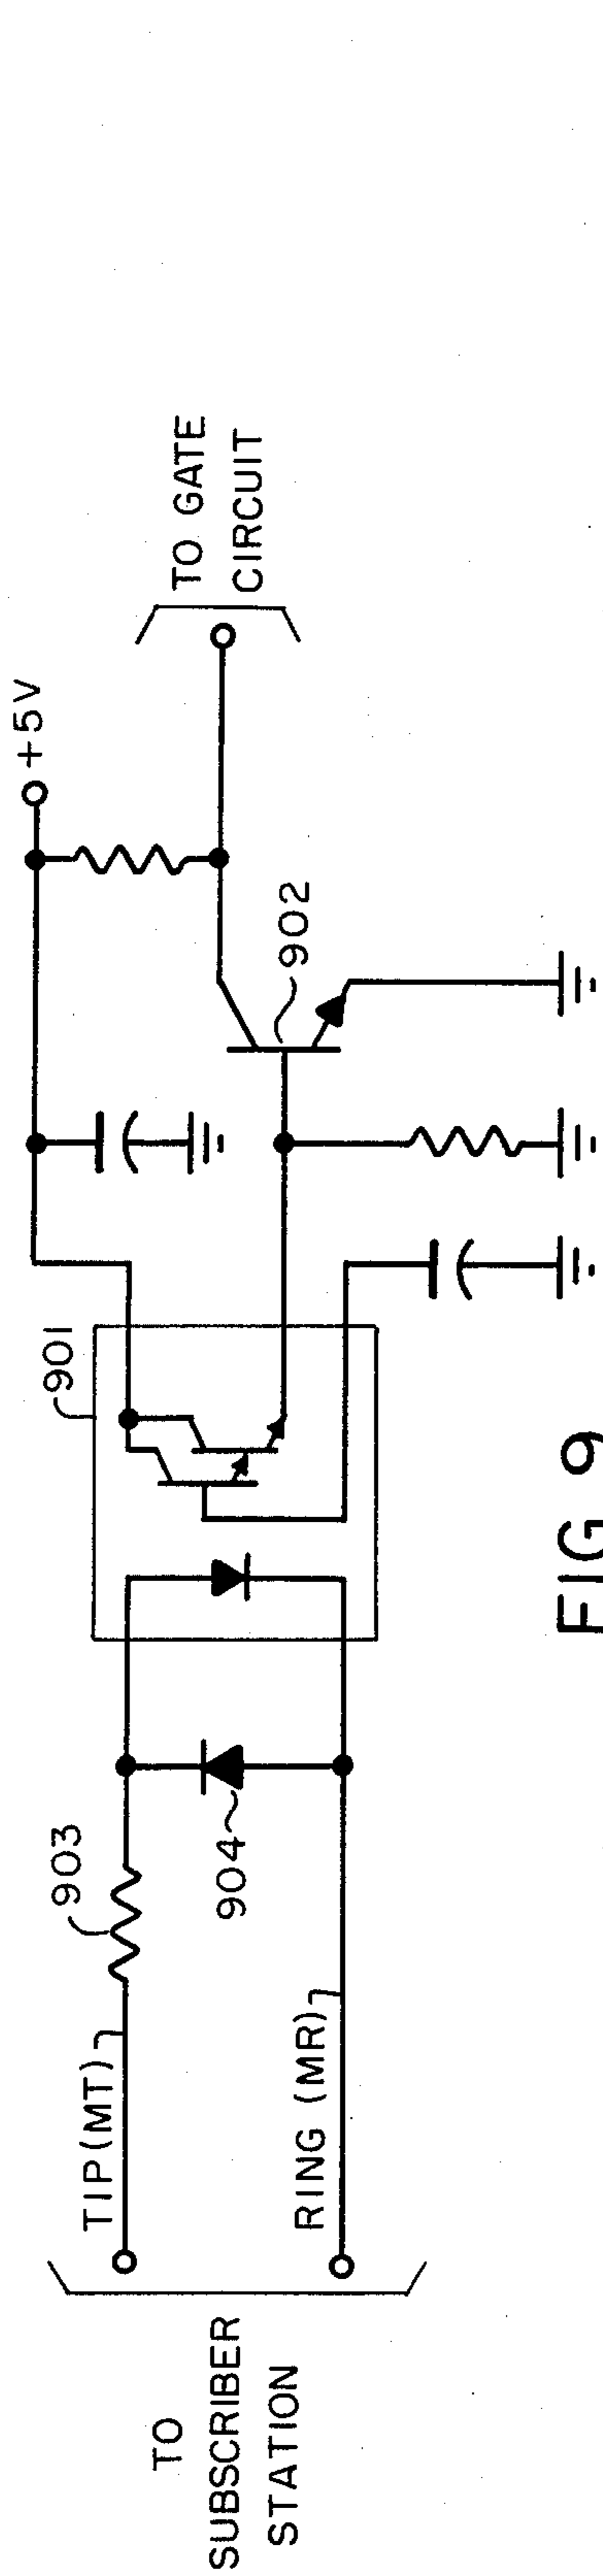 TO
SUBSCRIBER
STATION
TIP(MT)
RING (MR)
903
904
901
902
+5V
TO GATE
CIRCUIT
FIG 9